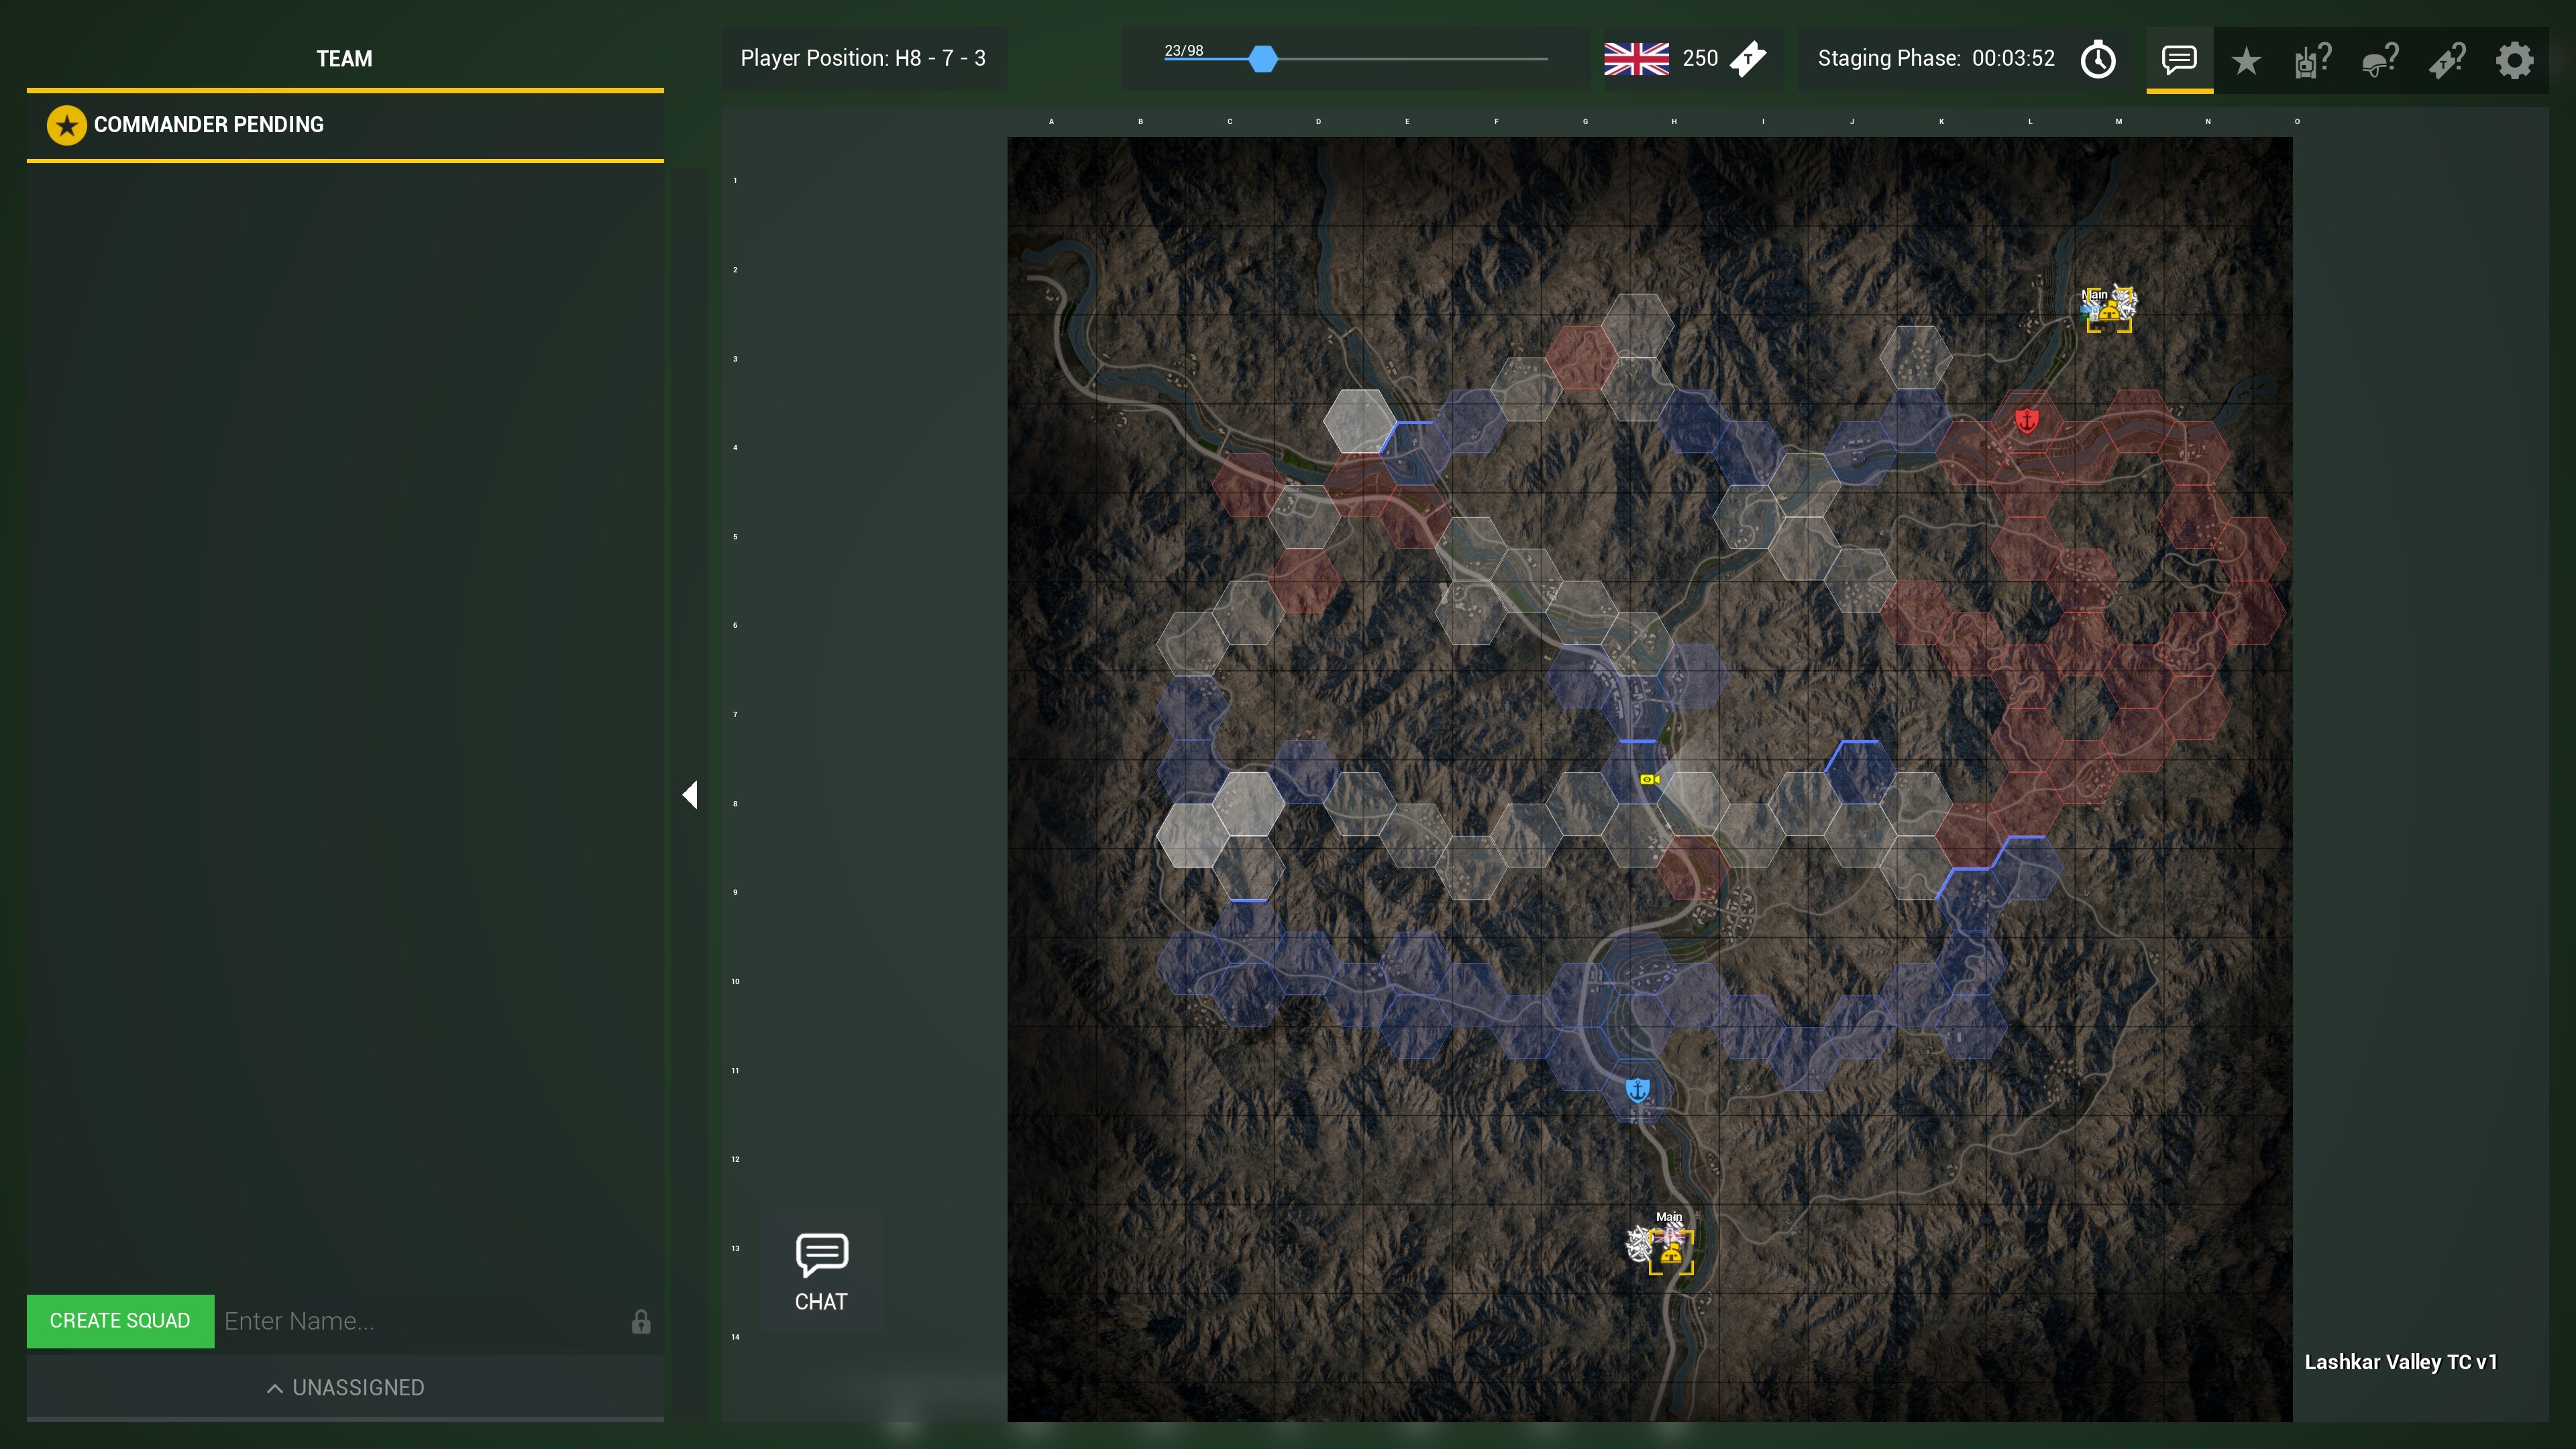 TEAM
Player Position: H8 - 7 - 3
23/98
250
T
Staging Phase: 00:03:52
? ? T ?
COMMANDER PENDING
A B C D E F G H I J K L M N O
1
2
Main
3
4
5
6
7
8
9
10
11
12
Main
13
CHAT
CREATE SQUAD Enter Name...
14
Lashkar Valley TC v1
UNASSIGNED